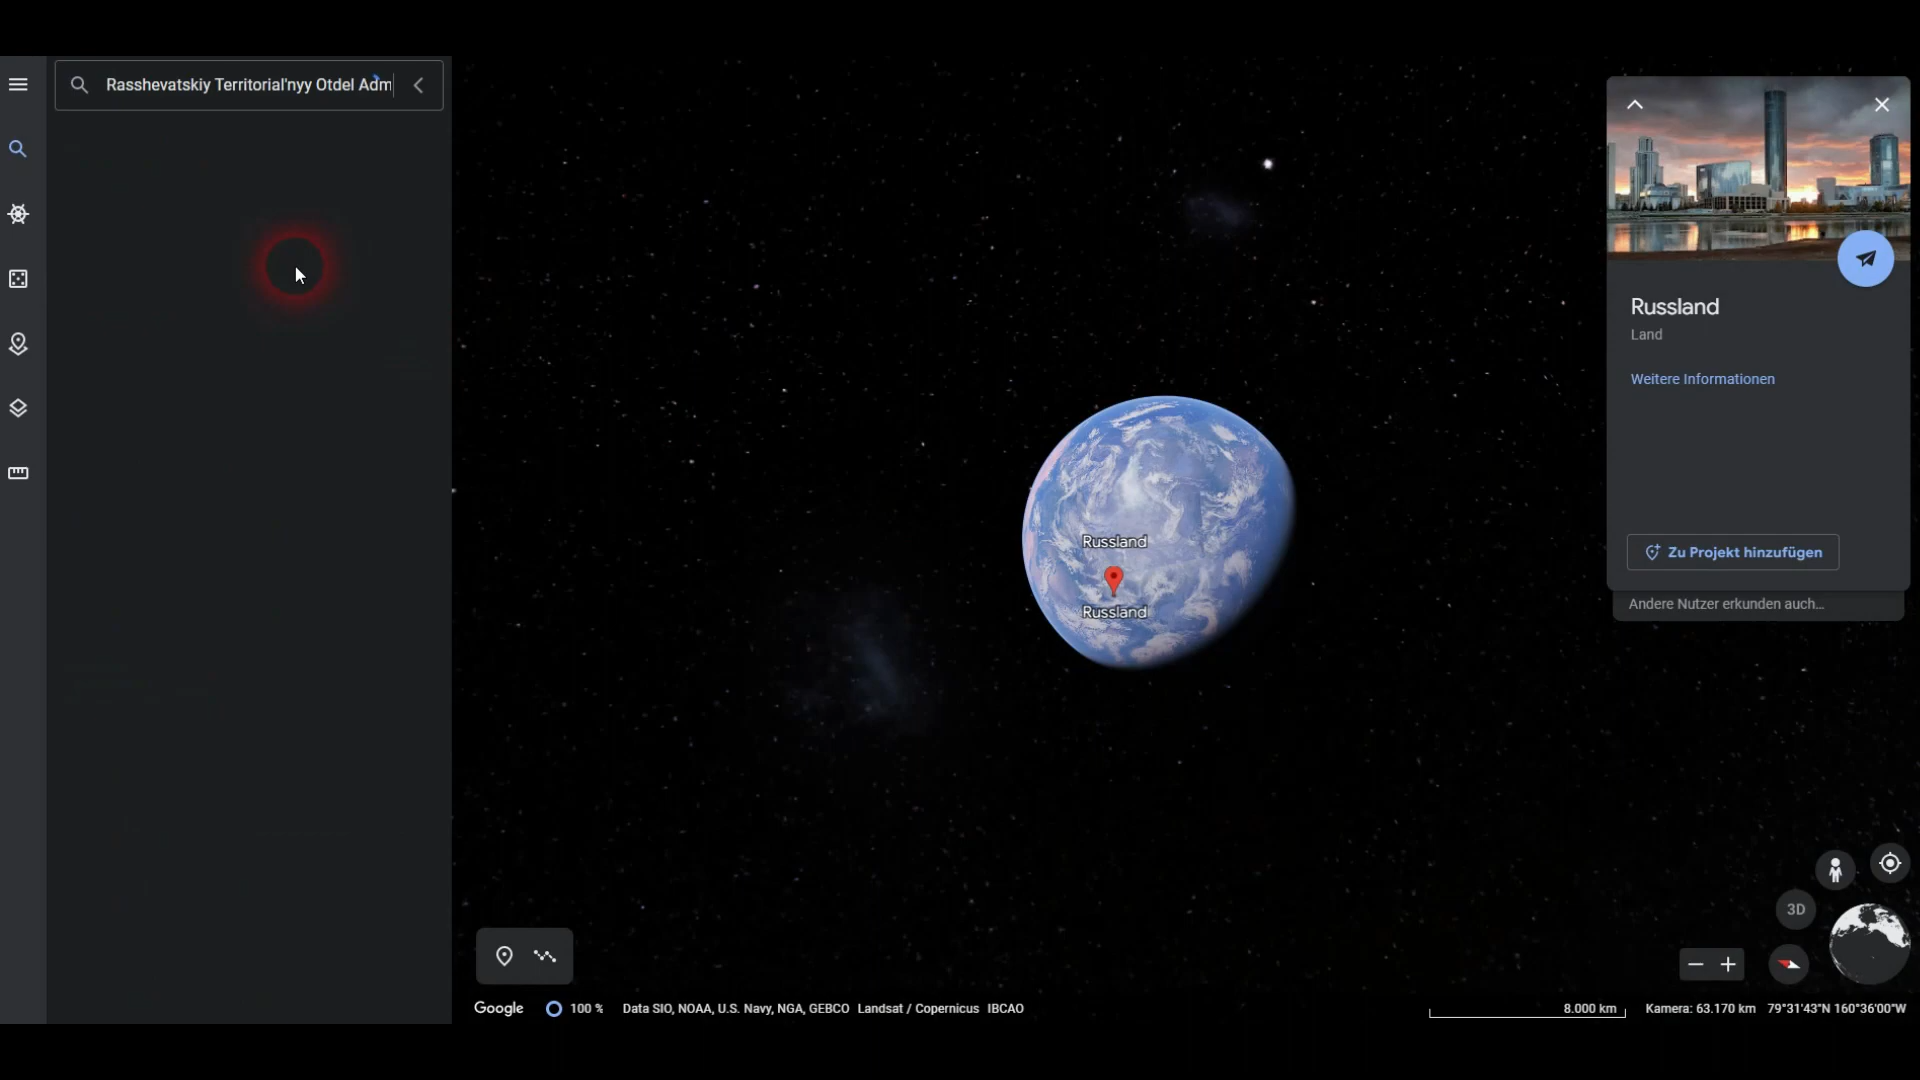 Rasshevatskiy Territorial'nyy Otdel Adm
Russland
Russland
Russland
Land
Weitere Informationen
Zu Projekt hinzufügen
Andere Nutzer erkunden auch...
3D
Google
100 %
Data SIO, NOAA, U.S. Navy, NGA, GEBCO Landsat / Copernicus IBCAO
8.000 km
Kamera: 63.170 km 79°31'43"N 160°36'00"W